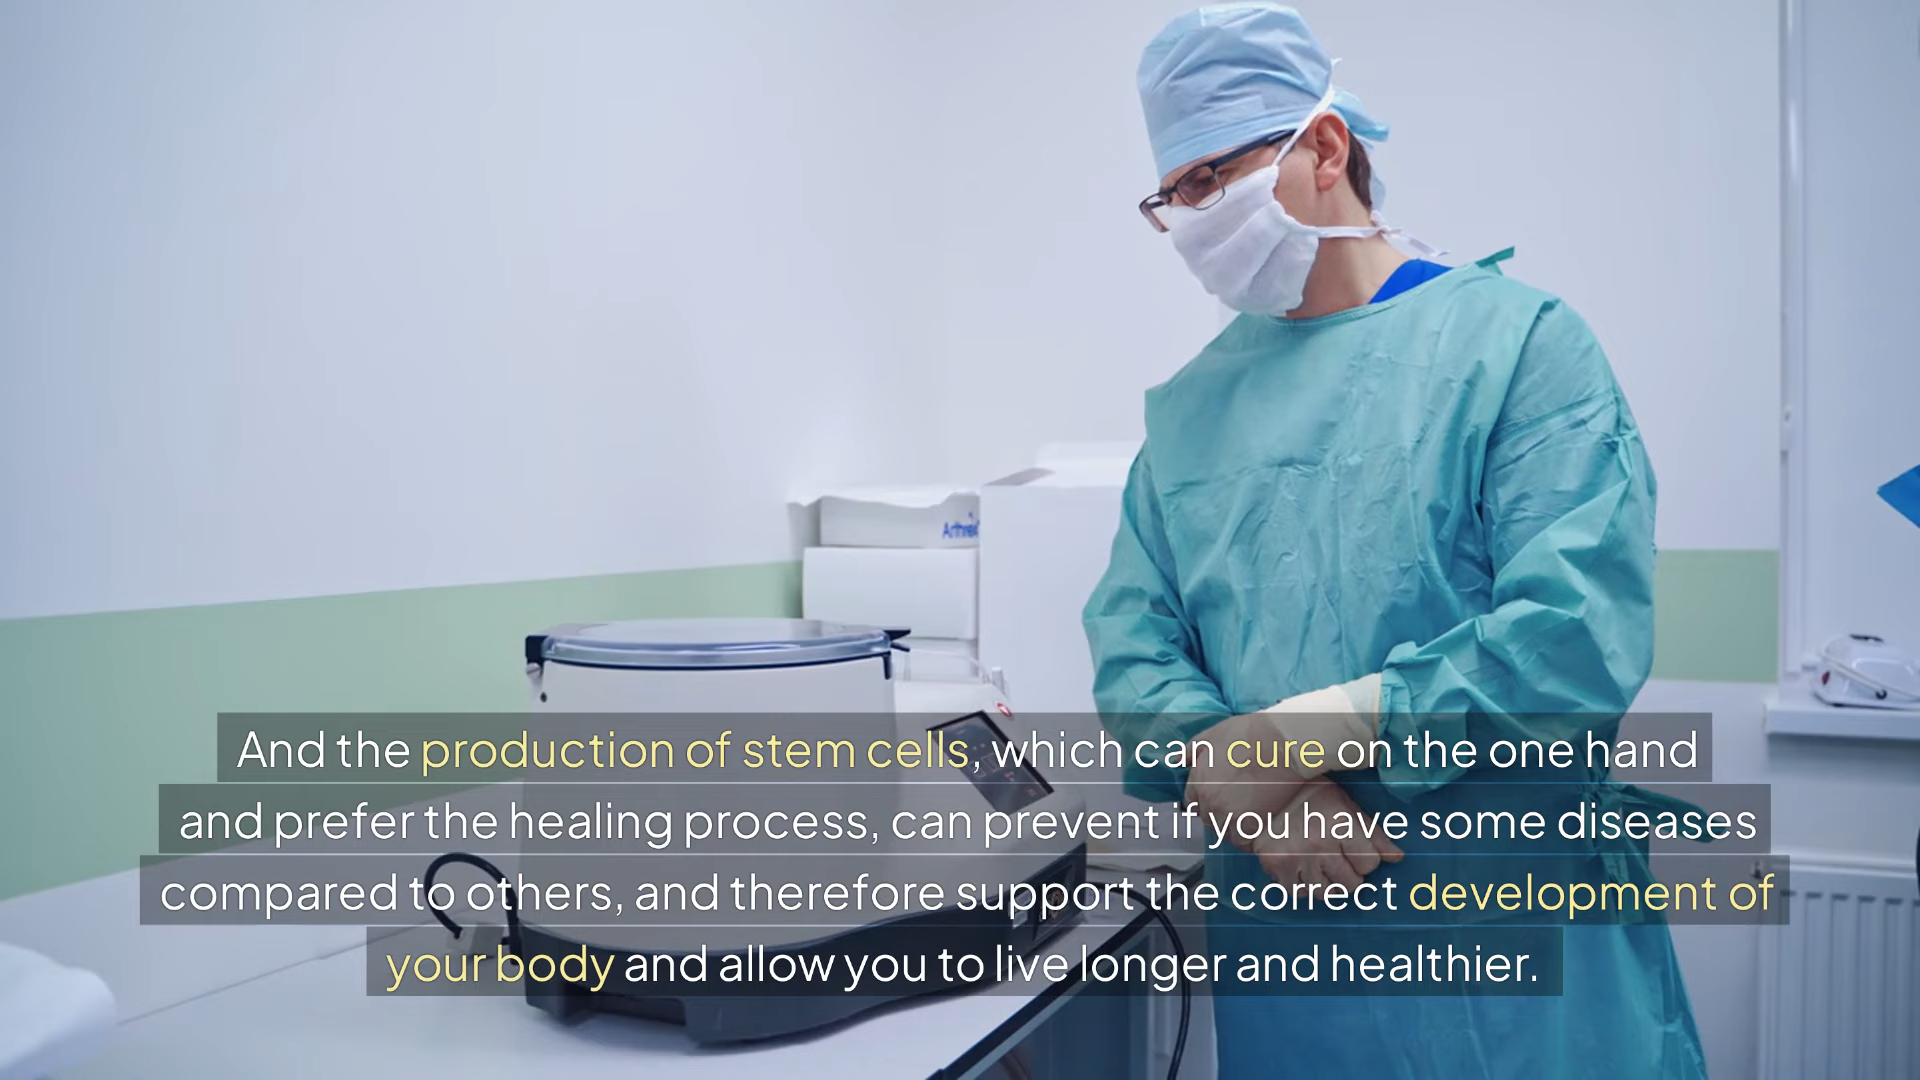 Arthrex
And the production of stem cells, which can cure on the one hand
and prefer the healing process, can prevent if you have some diseases
compared to others, and therefore support the correct development of
your body and allow you to live longer and healthier.